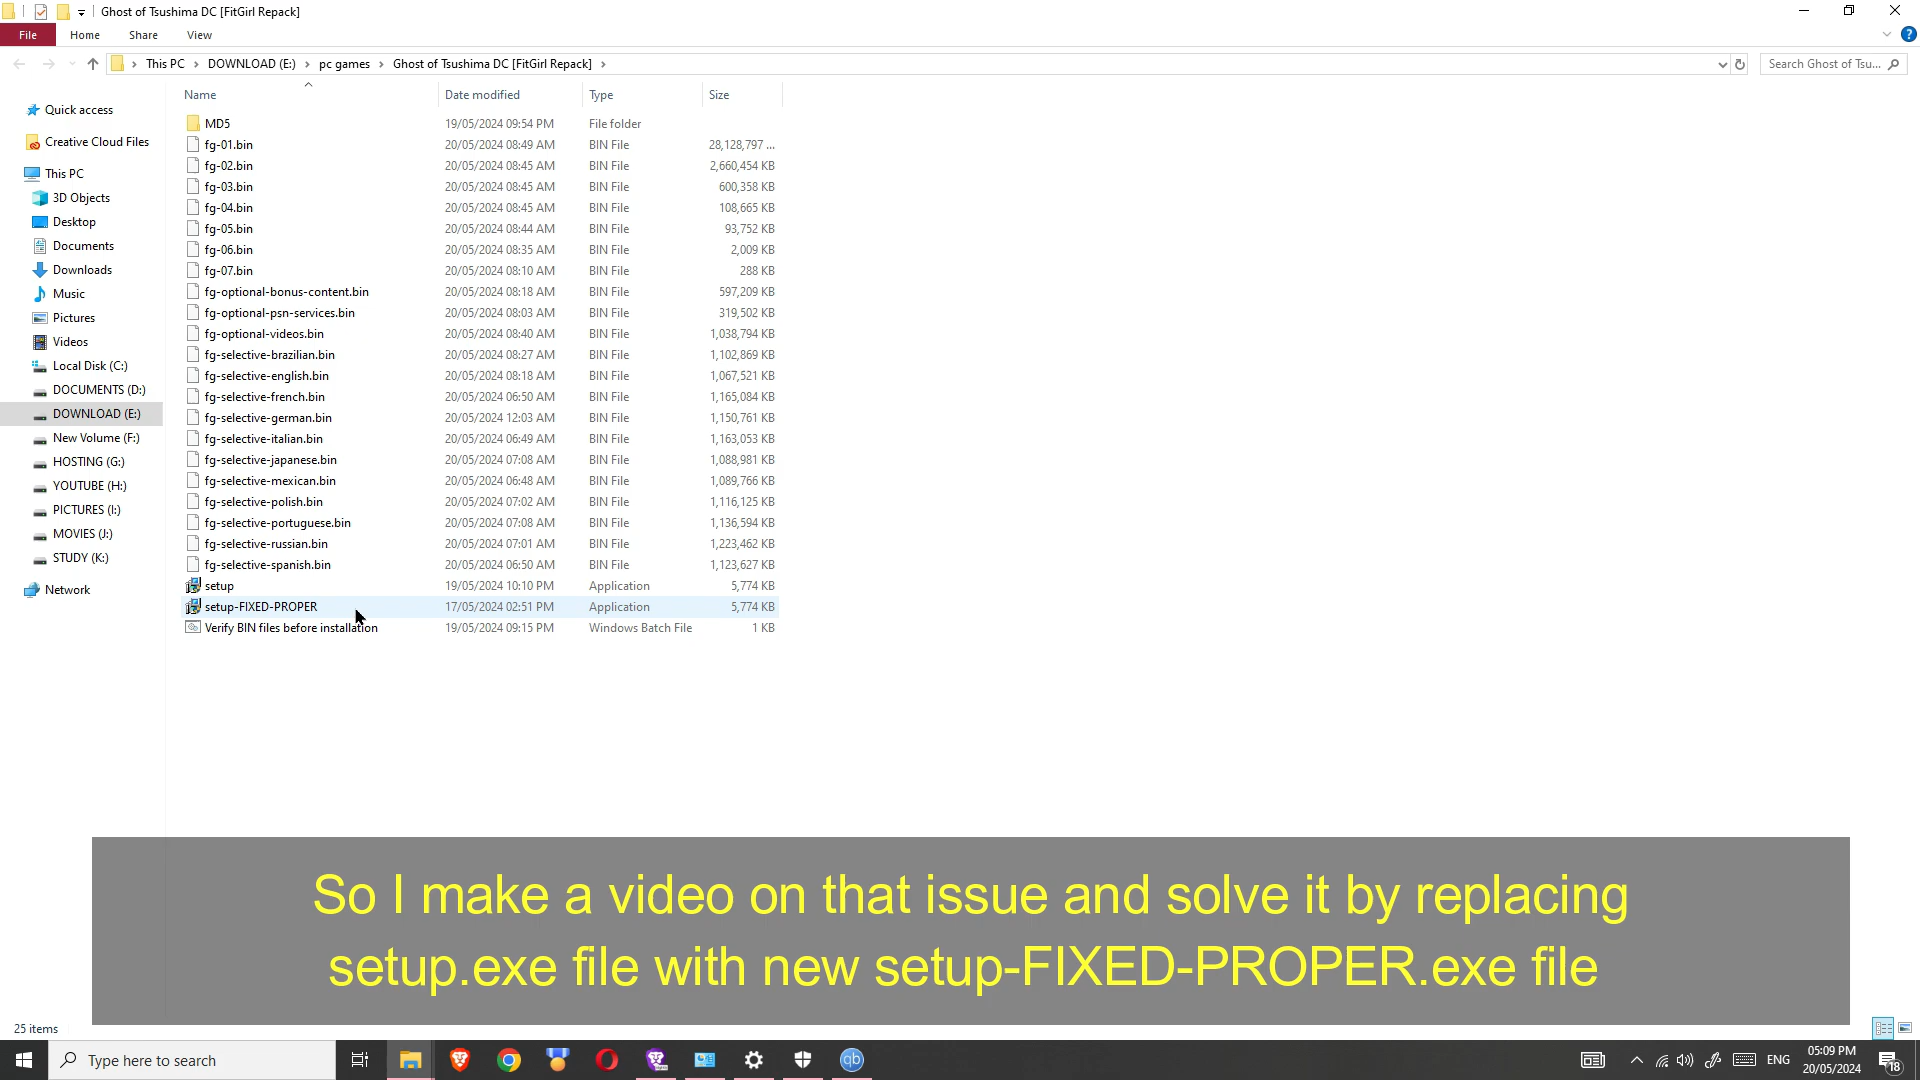 Ghost of Tsushima DC [FitGirl Repack]
File Home Share View
This PC DOWNLOAD (E:) pc games Ghost of Tsushima DC [FitGirl Repack]
Search Ghost of Tsu...
Name Date modified Type Size
Quick access
Creative Cloud Files
This PC
3D Objects
Desktop
Documents
Downloads
Music
Pictures
Videos
Local Disk (C:)
DOCUMENTS (D:)
DOWNLOAD (E:)
New Volume (F:)
HOSTING (G:)
YOUTUBE (H:)
PICTURES (I:)
MOVIES (J:)
STUDY (K:)
Network
MD5 19/05/2024 09:54 PM File folder
fg-01.bin 20/05/2024 08:49 AM BIN File 28,128,797 ...
fg-02.bin 20/05/2024 08:45 AM BIN File 2,660,454 KB
fg-03.bin 20/05/2024 08:45 AM BIN File 600,358 KB
fg-04.bin 20/05/2024 08:45 AM BIN File 108,665 KB
fg-05.bin 20/05/2024 08:44 AM BIN File 93,752 KB
fg-06.bin 20/05/2024 08:35 AM BIN File 2,009 KB
fg-07.bin 20/05/2024 08:10 AM BIN File 288 KB
fg-optional-bonus-content.bin 20/05/2024 08:18 AM BIN File 597,209 KB
fg-optional-psn-services.bin 20/05/2024 08:03 AM BIN File 319,502 KB
fg-optional-videos.bin 20/05/2024 08:40 AM BIN File 1,038,794 KB
fg-selective-brazilian.bin 20/05/2024 08:27 AM BIN File 1,102,869 KB
fg-selective-english.bin 20/05/2024 08:18 AM BIN File 1,067,521 KB
fg-selective-french.bin 20/05/2024 06:50 AM BIN File 1,165,084 KB
fg-selective-german.bin 20/05/2024 12:03 AM BIN File 1,150,761 KB
fg-selective-italian.bin 20/05/2024 06:49 AM BIN File 1,163,053 KB
fg-selective-japanese.bin 20/05/2024 07:08 AM BIN File 1,088,981 KB
fg-selective-mexican.bin 20/05/2024 06:48 AM BIN File 1,089,766 KB
fg-selective-polish.bin 20/05/2024 07:02 AM BIN File 1,116,125 KB
fg-selective-portuguese.bin 20/05/2024 07:08 AM BIN File 1,136,594 KB
fg-selective-russian.bin 20/05/2024 07:01 AM BIN File 1,223,462 KB
fg-selective-spanish.bin 20/05/2024 06:50 AM BIN File 1,123,627 KB
setup 19/05/2024 10:10 PM Application 5,774 KB
setup-FIXED-PROPER 17/05/2024 02:51 PM Application 5,774 KB
Verify BIN files before installation 19/05/2024 09:15 PM Windows Batch File 1 KB
So I make a video on that issue and solve it by replacing
setup.exe file with new setup-FIXED-PROPER.exe file
25 items
Type here to search
qb
ENG
05:09 PM
20/05/2024
18